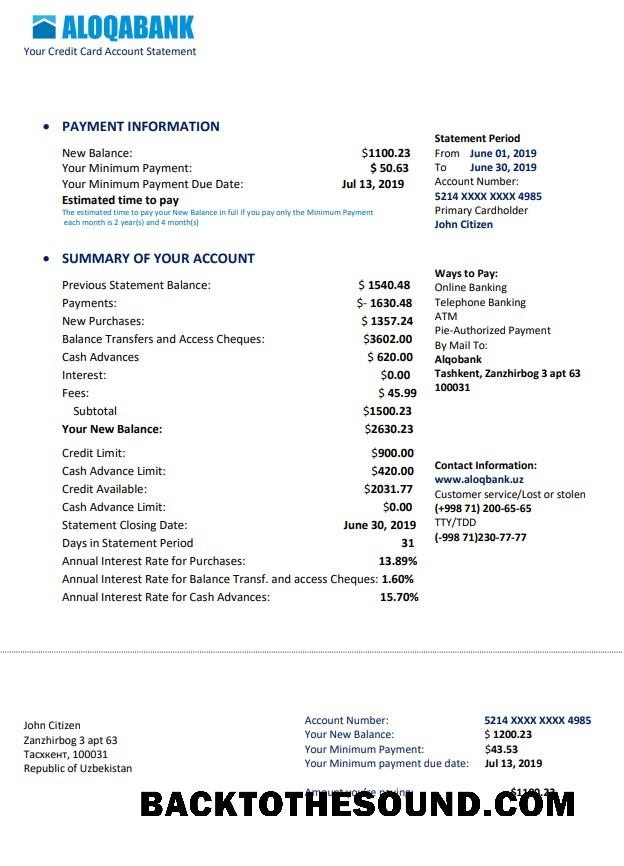 ALOQABANK
Your Credit Card Account Statement
• PAYMENT INFORMATION
New Balance: $1100.23
Your Minimum Payment: $ 50.63
Your Minimum Payment Due Date: Jul 13, 2019
Estimated time to pay
The estimated time to pay your New Balance in full if you pay only the Minimum Payment
each month is 2 year(s) and 4 month(s)
Statement Period
From June 01, 2019
To June 30, 2019
Account Number:
5214 XXXX XXXX 4985
Primary Cardholder
John Citizen
• SUMMARY OF YOUR ACCOUNT
Previous Statement Balance: $ 1540.48
Payments: $- 1630.48
New Purchases: $ 1357.24
Balance Transfers and Access Cheques: $3602.00
Cash Advances $ 620.00
Interest: $0.00
Fees: $ 45.99
Subtotal $1500.23
Your New Balance: $2630.23
Credit Limit: $900.00
Cash Advance Limit: $420.00
Credit Available: $2031.77
Cash Advance Limit: $0.00
Statement Closing Date: June 30, 2019
Days in Statement Period 31
Annual Interest Rate for Purchases: 13.89%
Annual Interest Rate for Balance Transf. and access Cheques: 1.60%
Annual Interest Rate for Cash Advances: 15.70%
Ways to Pay:
Online Banking
Telephone Banking
ATM
Pie-Authorized Payment
By Mail To:
Alqobank
Tashkent, Zanzhirbog 3 apt 63
100031
Contact Information:
www.aloqbank.uz
Customer service/Lost or stolen
(+998 71) 200-65-65
TTY/TDD
(-998 71)230-77-77
John Citizen
Zanzhirbog 3 apt 63
Тасхкент, 100031
Republic of Uzbekistan
Account Number: 5214 XXXX XXXX 4985
Your New Balance: $ 1200.23
Your Minimum Payment: $43.53
Your Minimum payment due date: Jul 13, 2019
Amount you're paying: $1100.23
BACKTOTHESOUND.COM